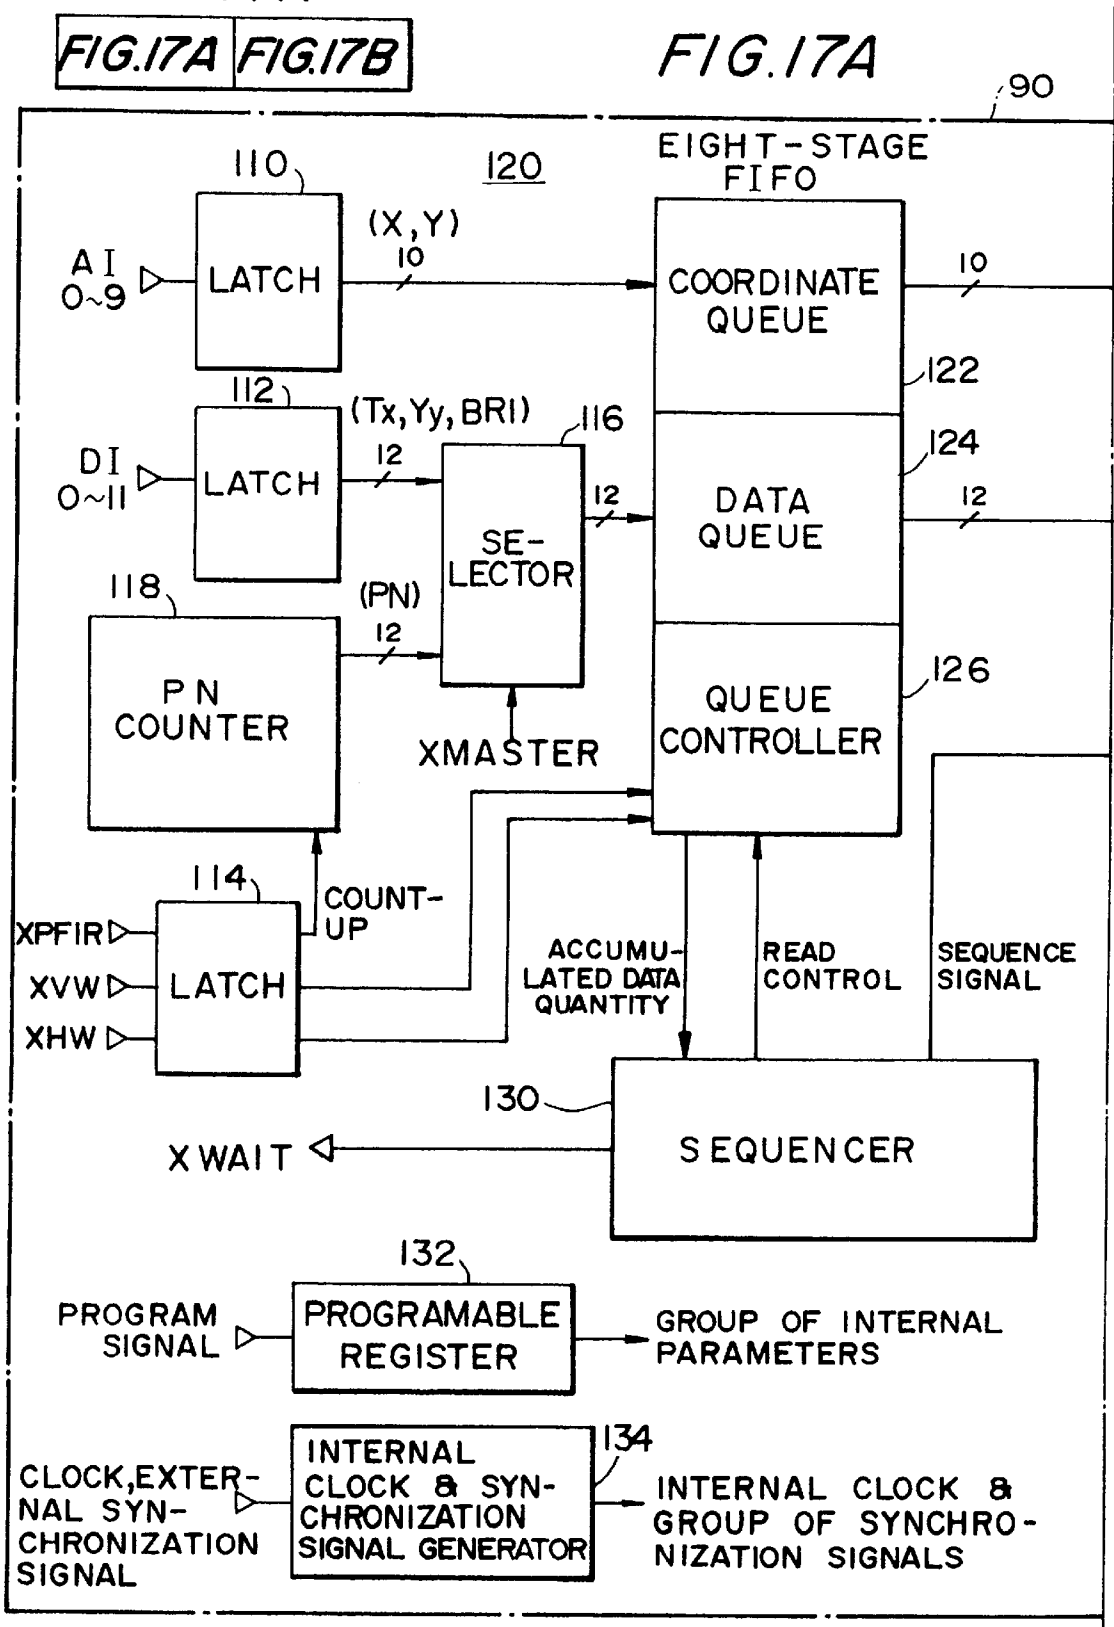 FIG.17A FIG.17B
FIG.17A
90
EIGHT-STAGE
FIFO
110
120
(X,Y)
10
AI
0~9
LATCH
COORDINATE
QUEUE
10
122
112
(Tx,Yy,BRI)
116
124
DI
0~11
LATCH
12
12
SE-
LECTOR
DATA
QUEUE
12
118
(PN)
12
PN
COUNTER
126
QUEUE
CONTROLLER
XMASTER
114
COUNT-
UP
XPFIR
XVW
XHW
LATCH
ACCUMU-
LATED DATA
QUANTITY
READ
CONTROL
SEQUENCE
SIGNAL
130
SEQUENCER
XWAIT
132
PROGRAM
SIGNAL
PROGRAMABLE
REGISTER
GROUP OF INTERNAL
PARAMETERS
134
CLOCK,EXTER-
NAL SYN-
CHRONIZATION
SIGNAL
INTERNAL
CLOCK & SYN-
CHRONIZATION
SIGNAL GENERATOR
INTERNAL CLOCK &
GROUP OF SYNCHRO-
NIZATION SIGNALS